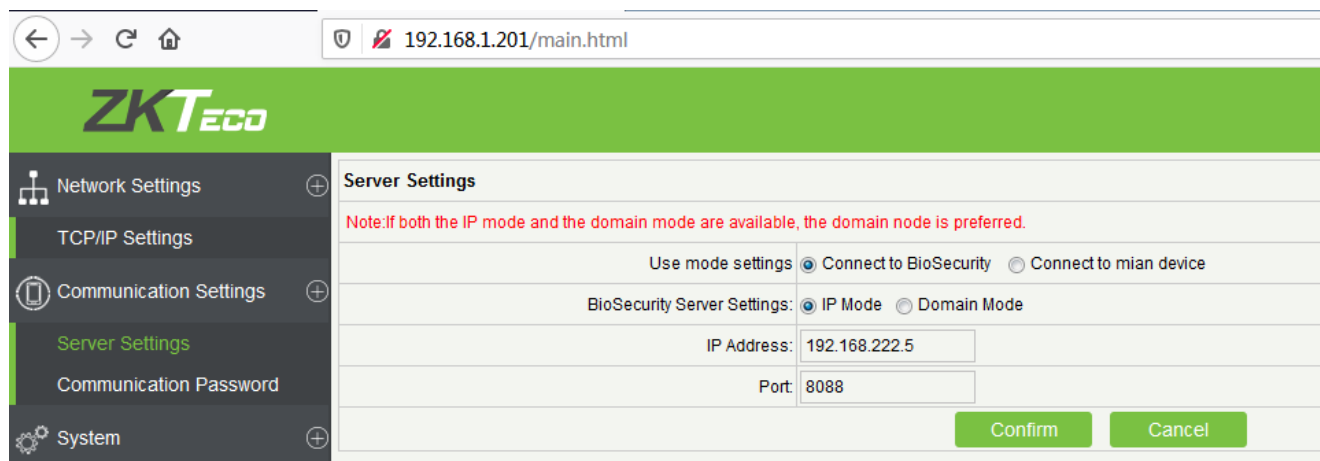 192.168.1.201/main.html
ZKTECO
Network Settings
TCP/IP Settings
Communication Settings
Server Settings
Communication Password
System
Server Settings
Note:If both the IP mode and the domain mode are available, the domain node is preferred.
Use mode settings Connect to BioSecurity Connect to mian device
BioSecurity Server Settings: IP Mode Domain Mode
IP Address: 192.168.222.5
Port: 8088
Confirm Cancel